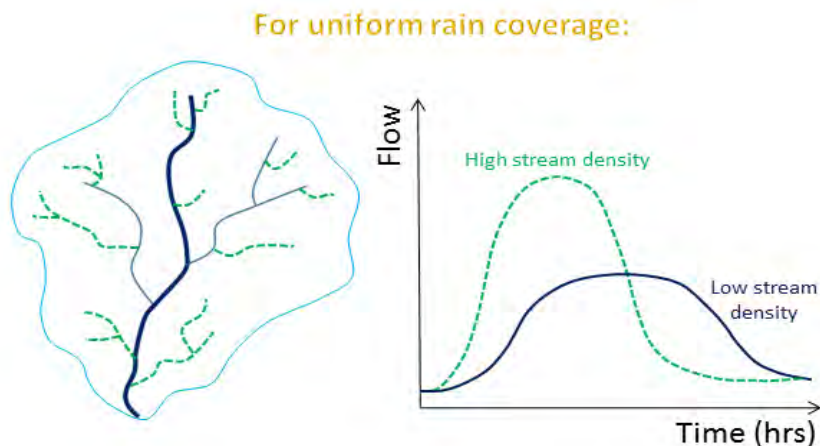 For uniform rain coverage:
Flow
High stream density
Low stream
density
Time (hrs)